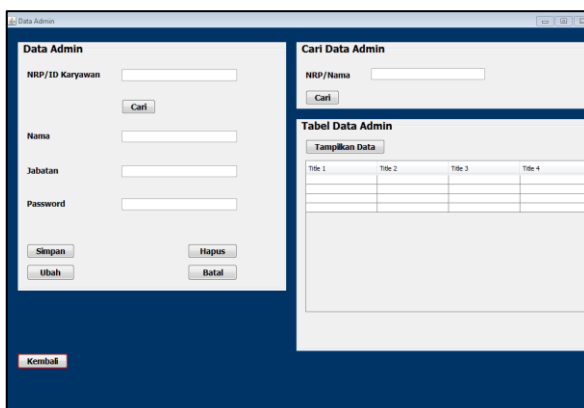 Data Admin
Data Admin
NRP/ID Karyawan
Cari
Nama
Jabatan
Password
Simpan
Hapus
Ubah
Batal
Kembali
Cari Data Admin
NRP/Nama
Cari
Tabel Data Admin
Tampilkan Data
Title 1 Title 2 Title 3 Title 4